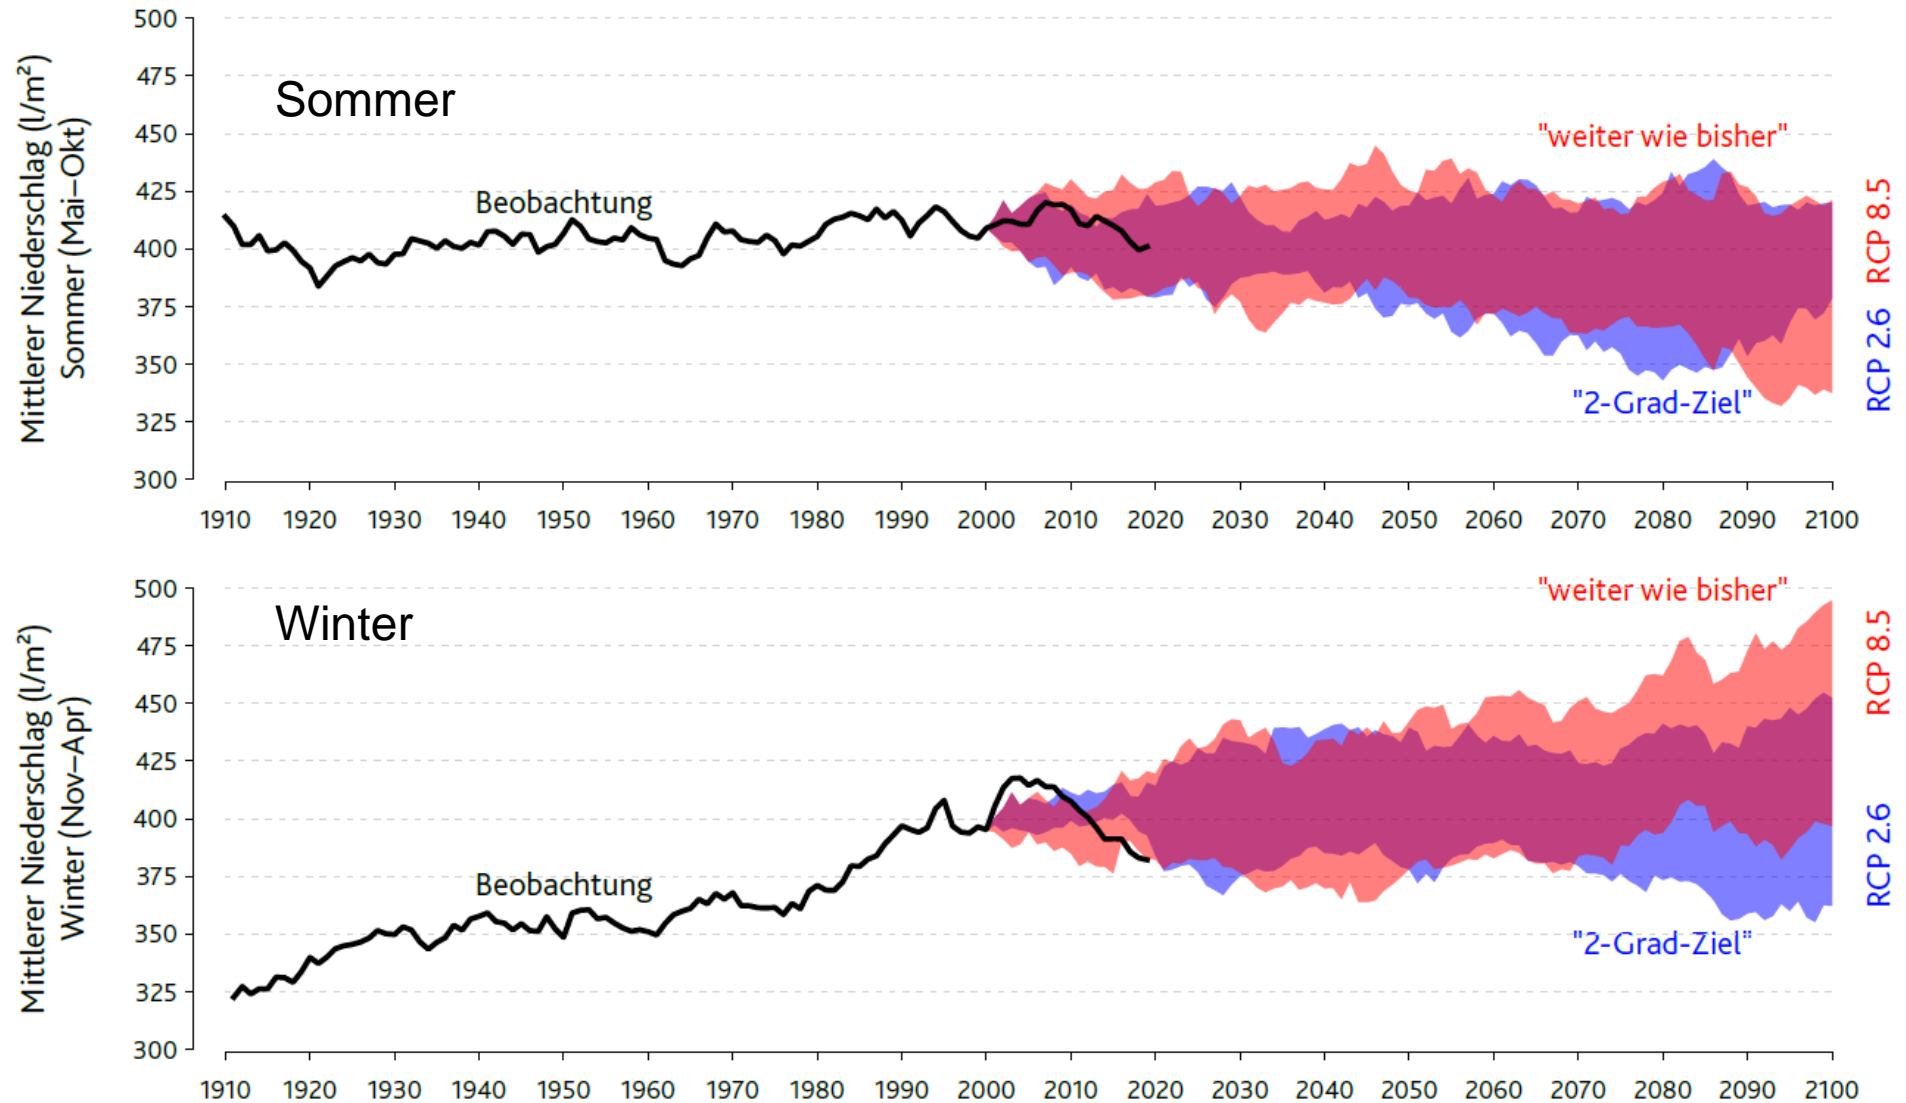 Mittlerer Niederschlag (l/m²)
Sommer (Mai–Okt)
500
475
450
425
400
375
350
325
300
Sommer
Beobachtung
"weiter wie bisher"
"2-Grad-Ziel"
RCP 8.5
RCP 2.6
1910 1920 1930 1940 1950 1960 1970 1980 1990 2000 2010 2020 2030 2040 2050 2060 2070 2080 2090 2100
Mittlerer Niederschlag (l/m²)
Winter (Nov–Apr)
500
475
450
425
400
375
350
325
300
Winter
Beobachtung
"weiter wie bisher"
"2-Grad-Ziel"
RCP 8.5
RCP 2.6
1910 1920 1930 1940 1950 1960 1970 1980 1990 2000 2010 2020 2030 2040 2050 2060 2070 2080 2090 2100